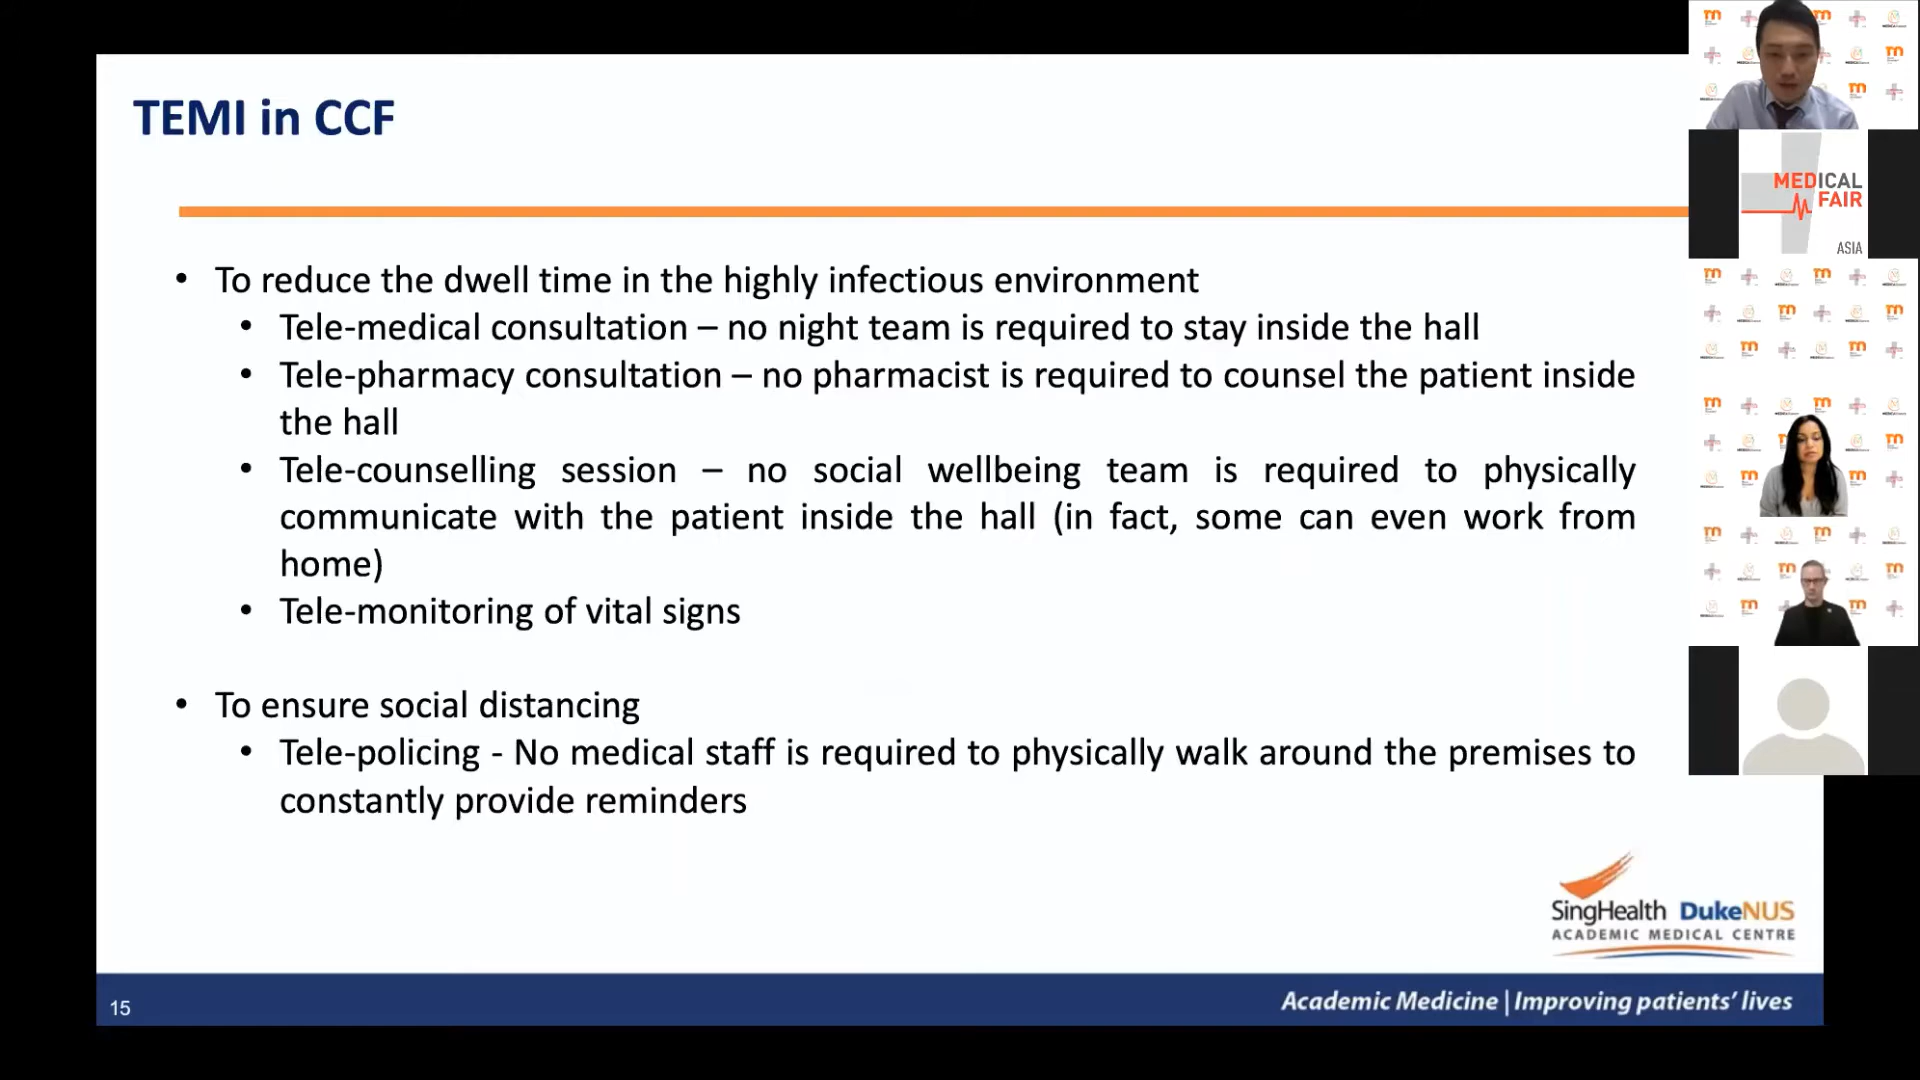 TEMI in CCF
• To reduce the dwell time in the highly infectious environment
• Tele-medical consultation – no night team is required to stay inside the hall
• Tele-pharmacy consultation – no pharmacist is required to counsel the patient inside
the hall
• Tele-counselling session – no social wellbeing team is required to physically
communicate with the patient inside the hall (in fact, some can even work from
home)
• Tele-monitoring of vital signs
• To ensure social distancing
• Tele-policing - No medical staff is required to physically walk around the premises to
constantly provide reminders
SingHealth DukeNUS
ACADEMIC MEDICAL CENTRE
15
Academic Medicine | Improving patients’ lives
MEDICAL
FAIR
ASIA